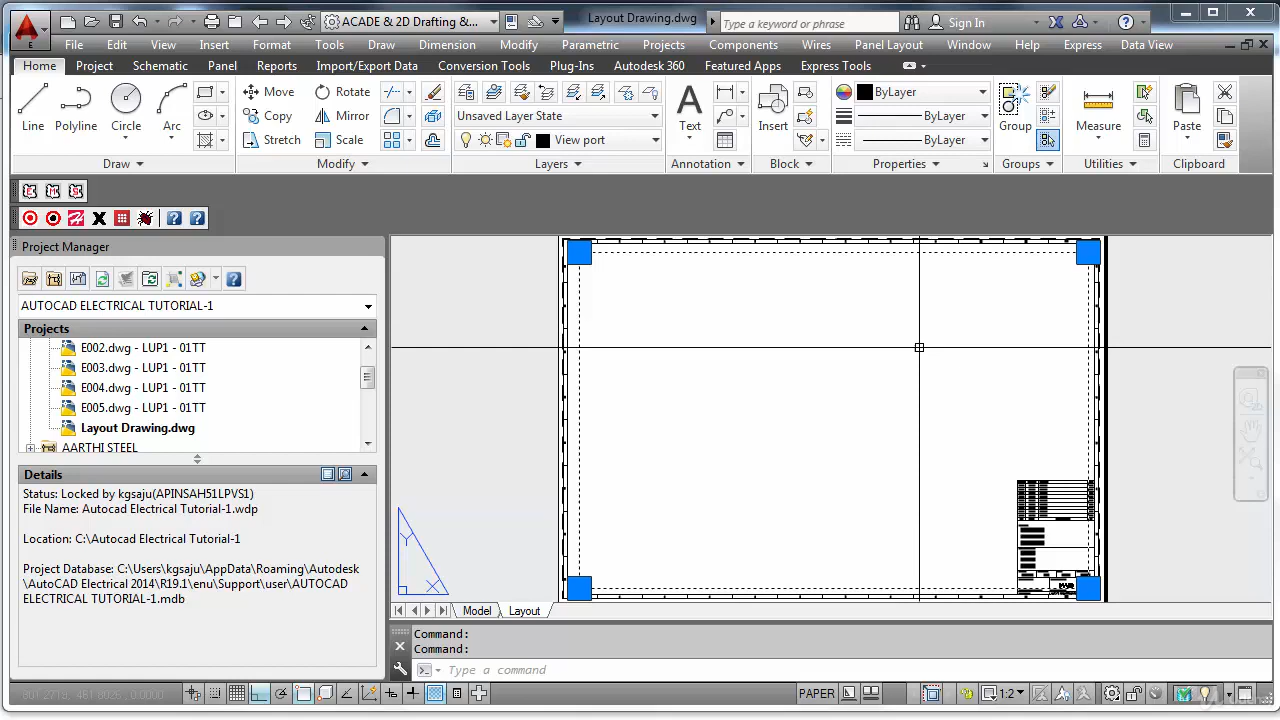 ACADE & 2D Drafting &...
Layout Drawing.dwg
Type a keyword or phrase
Sign In
E
File Edit View Insert Format Tools Draw Dimension Modify Parametric Projects Components Wires Panel Layout Window Help Express Data View
Home Project Schematic Panel Reports Import/Export Data Conversion Tools Plug-Ins Autodesk 360 Featured Apps Express Tools
Line
Polyline
Circle
Arc
Draw
Move
Rotate
Copy
Mirror
Stretch
Scale
Modify
Unsaved Layer State
View port
Layers
Text
Annotation
Insert
Block
ByLayer
ByLayer
ByLayer
Properties
Group
Groups
Measure
Utilities
Paste
Clipboard
Project Manager
AUTOCAD ELECTRICAL TUTORIAL-1
Projects
E002.dwg - LUP1 - 01TT
E003.dwg - LUP1 - 01TT
E004.dwg - LUP1 - 01TT
E005.dwg - LUP1 - 01TT
Layout Drawing.dwg
AARTHI STEEL
Details
Status: Locked by kgsaju(APINSAH51LPVS1)
File Name: Autocad Electrical Tutorial-1.wdp
Location: C:\Autocad Electrical Tutorial-1
Project Database: C:\Users\kgsaju\AppData\Roaming\Autodesk
\AutoCAD Electrical 2014\R19.1\enu\Support\user\AUTOCAD
ELECTRICAL TUTORIAL-1.mdb
Y
X
Model
Layout
Command:
Command:
Type a command
PAPER
1:2